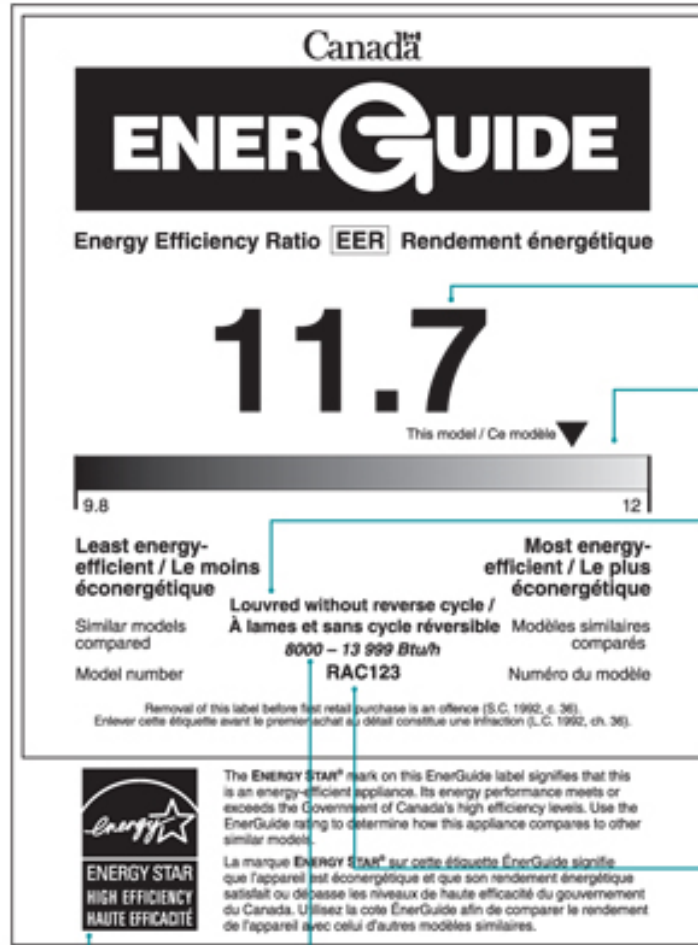 Canada
ENERGUIDE
Energy Efficiency Ratio EER Rendement énergétique
11.7
This model / Ce modèle
9.8 12
Least energy- Most energy-
efficient / Le moins efficient / Le plus
éconergétique éconergétique
Louvred without reverse cycle /
Similar models À lames et sans cycle réversible Modèles similaires
compared 8000 – 13 999 Btu/h comparés
Model number RAC123 Numéro du modèle
Removal of this label before first retail purchase is an offence (S.C. 1992, c. 36).
Enlever cette étiquette avant le premier achat au détail constitue une infraction (L.C. 1992, ch. 36).
energy
ENERGY STAR
HIGH EFFICIENCY
HAUTE EFFICACITÉ
The ENERGY STAR® mark on this EnerGuide label signifies that this
is an energy-efficient appliance. Its energy performance meets or
exceeds the Government of Canada's high efficiency levels. Use the
EnerGuide rating to determine how this appliance compares to other
similar models.
La marque ENERGY STAR® sur cette étiquette ÉnerGuide signifie
que l'appareil est éconergétique et que son rendement énergétique
satisfait ou dépasse les niveaux de haute efficacité du gouvernement
du Canada. Utilisez la cote ÉnerGuide afin de comparer le rendement
de l'appareil avec celui d'autres modèles similaires.